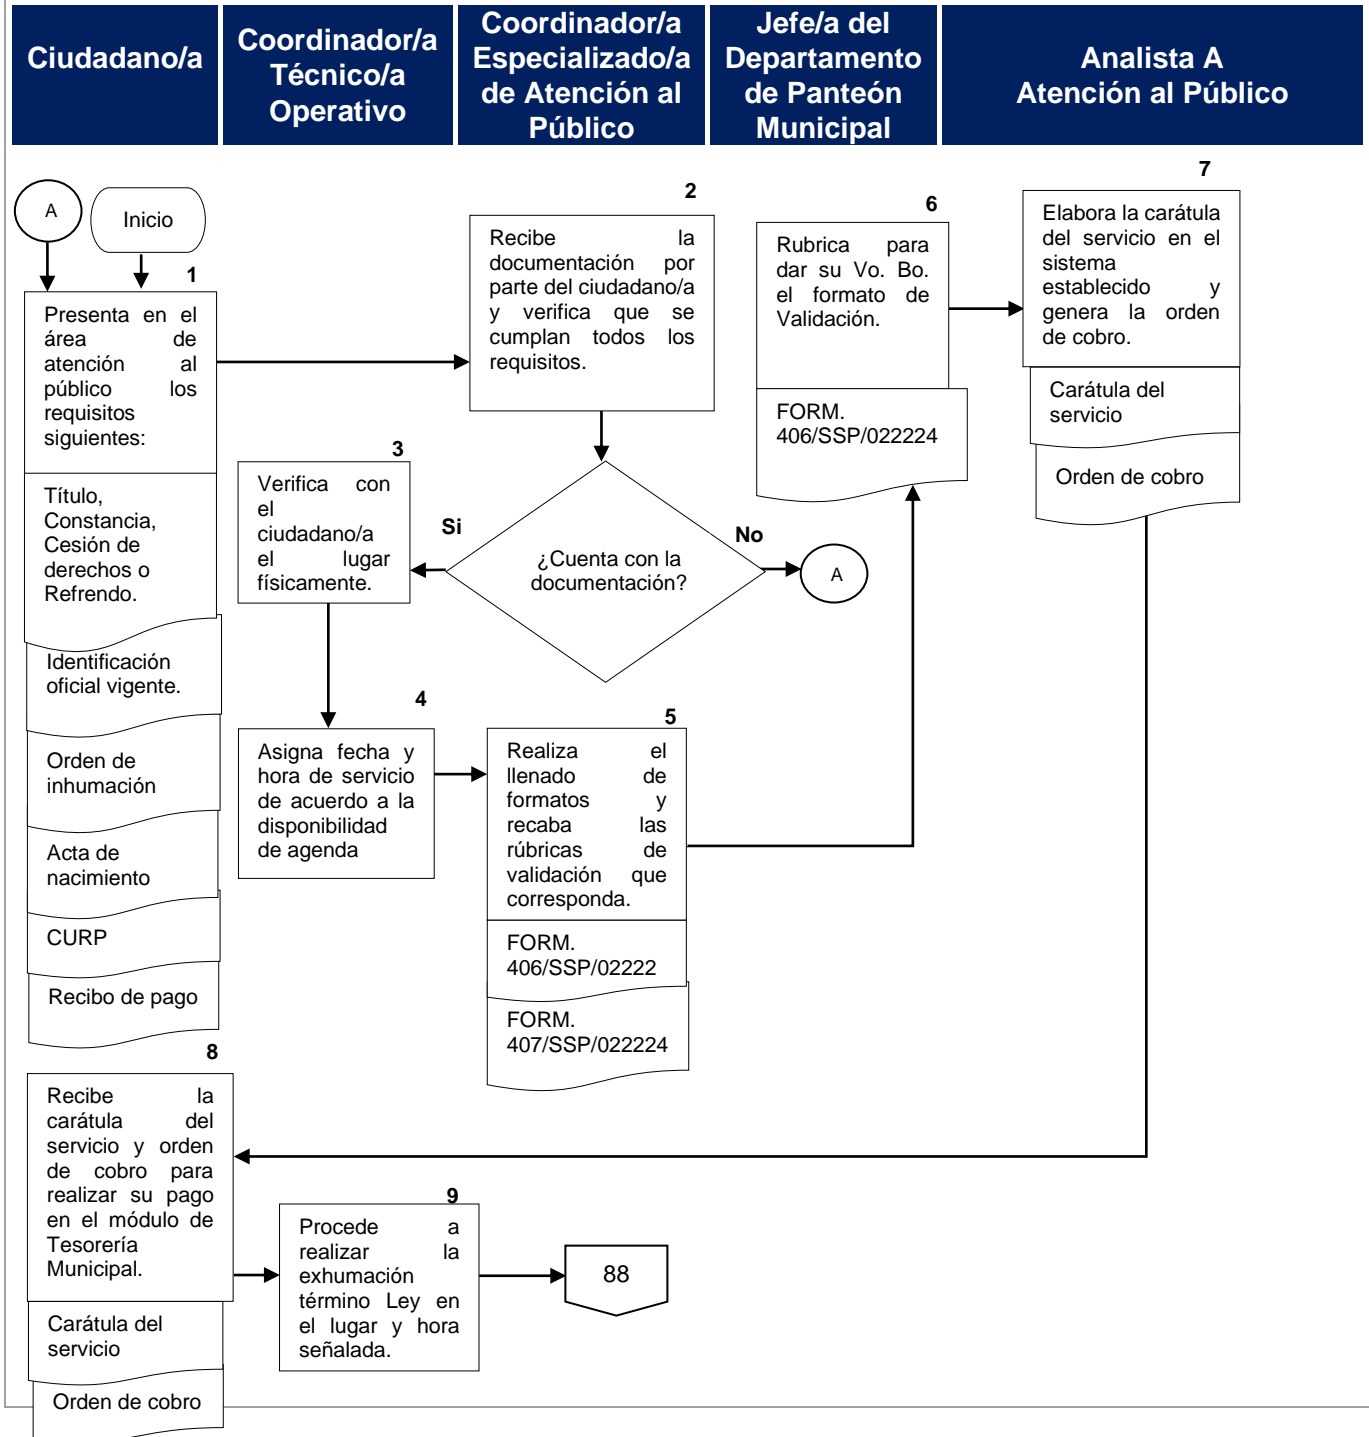 Ciudadano/a
Coordinador/a
Técnico/a
Operativo
Coordinador/a
Especializado/a
de Atención al
Público
Jefe/a del
Departamento
de Panteón
Municipal
Analista A
Atención al Público
A
Inicio
1
Presenta en el
área de
atención al
público los
requisitos
siguientes:
Título,
Constancia,
Cesión de
derechos o
Refrendo.
Identificación
oficial vigente.
Orden de
inhumación
Acta de
nacimiento
CURP
Recibo de pago
2
Recibe la
documentación por
parte del ciudadano/a
y verifica que se
cumplan todos los
requisitos.
¿Cuenta con la
documentación?
Si
No
A
3
Verifica con
el
ciudadano/a
el lugar
físicamente.
4
Asigna fecha y
hora de servicio
de acuerdo a la
disponibilidad
de agenda
5
Realiza el
llenado de
formatos y
recaba las
rúbricas de
validación que
corresponda.
FORM.
406/SSP/02222
FORM.
407/SSP/022224
6
Rubrica para
dar su Vo. Bo.
el formato de
Validación.
FORM.
406/SSP/022224
7
Elabora la carátula
del servicio en el
sistema
establecido y
genera la orden
de cobro.
Carátula del
servicio
Orden de cobro
8
Recibe la
carátula del
servicio y orden
de cobro para
realizar su pago
en el módulo de
Tesorería
Municipal.
Carátula del
servicio
Orden de cobro
9
Procede a
realizar la
exhumación
término Ley en
el lugar y hora
señalada.
88